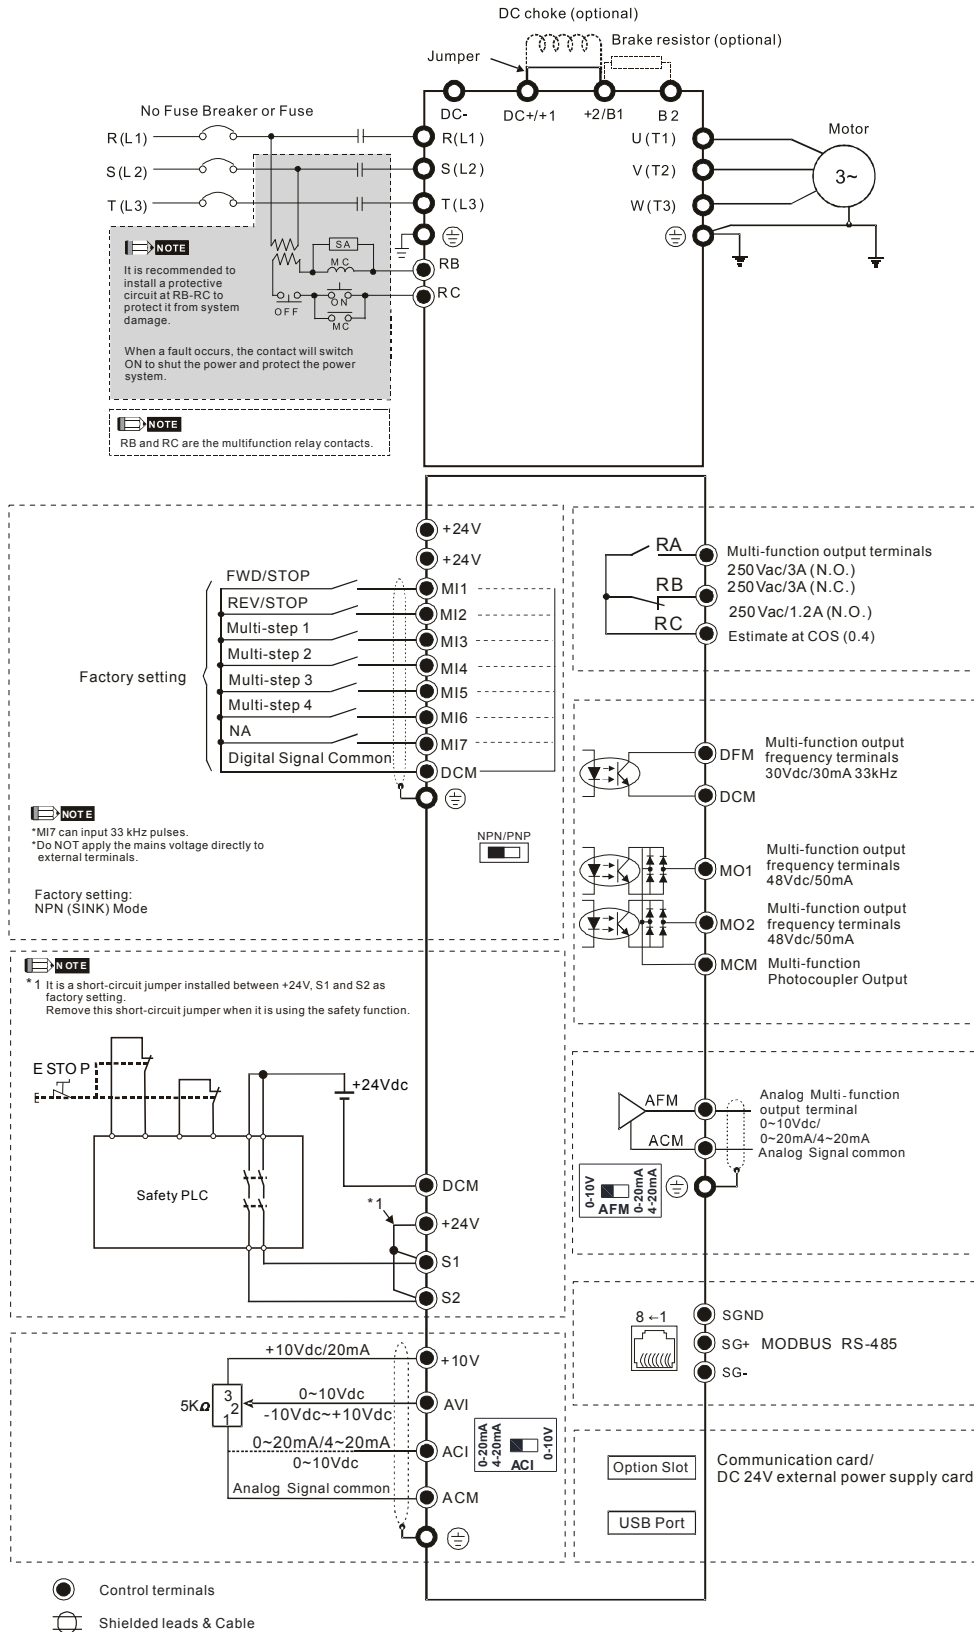 DC choke (optional)
Jumper
Brake resistor (optional)
DC-
DC+/+1
+2/B1
B2
No Fuse Breaker or Fuse
R(L1)
R(L1)
S(L2)
S(L2)
T(L3)
T(L3)
U(T1)
V(T2)
W(T3)
Motor
3~
NOTE
It is recommended to
install a protective
circuit at RB-RC to
protect it from system
damage.
When a fault occurs, the contact will switch
ON to shut the power and protect the power
system.
SA
MC
OFF
ON
MC
RB
RC
NOTE
RB and RC are the multifunction relay contacts.
+24V
+24V
FWD/STOP
MI1
REV/STOP
MI2
Multi-step 1
MI3
Multi-step 2
MI4
Multi-step 3
MI5
Multi-step 4
MI6
NA
MI7
Digital Signal Common
DCM
Factory setting
NOTE
*MI7 can input 33 kHz pulses.
*Do NOT apply the mains voltage directly to
external terminals.
Factory setting:
NPN (SINK) Mode
NPN/PNP
RA
RB
RC
Multi-function output terminals
250Vac/3A (N.O.)
250Vac/3A (N.C.)
250Vac/1.2A (N.O.)
Estimate at COS (0.4)
DFM
Multi-function output
frequency terminals
30Vdc/30mA 33kHz
DCM
MO1
Multi-function output
frequency terminals
48Vdc/50mA
MO2
Multi-function output
frequency terminals
48Vdc/50mA
MCM
Multi-function
Photocoupler Output
NOTE
*1 It is a short-circuit jumper installed between +24V, S1 and S2 as
factory setting.
Remove this short-circuit jumper when it is using the safety function.
ESTOP
+24Vdc
Safety PLC
*1
DCM
+24V
S1
S2
AFM
ACM
Analog Multi-function
output terminal
0~10Vdc/
0~20mA/4~20mA
Analog Signal common
0-10V
AFM
0-20mA
4-20mA
8←1
SGND
SG+
MODBUS RS-485
SG-
+10Vdc/20mA
+10V
5KΩ
3
2
1
0~10Vdc
-10Vdc~+10Vdc
AVI
0~20mA/4~20mA
0~10Vdc
ACI
Analog Signal common
ACM
0-20mA
4-20mA
ACI
0-10V
Option Slot
Communication card/
DC 24V external power supply card
USB Port
Control terminals
Shielded leads & Cable